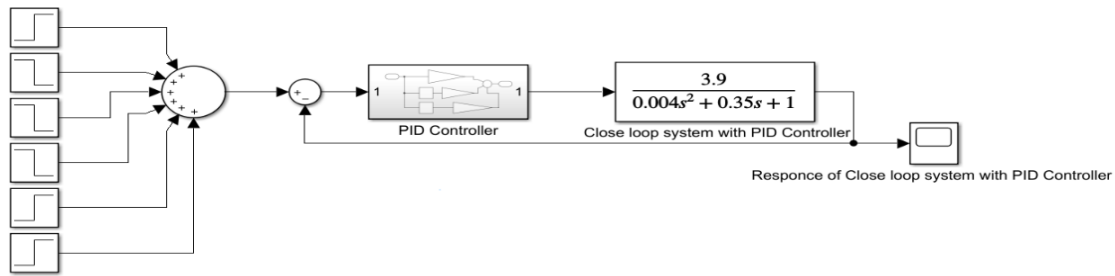 +
+
+
+
+
+
+
−
1
1
PID Controller
3.9
0.004s² + 0.35s + 1
Close loop system with PID Controller
Responce of Close loop system with PID Controller